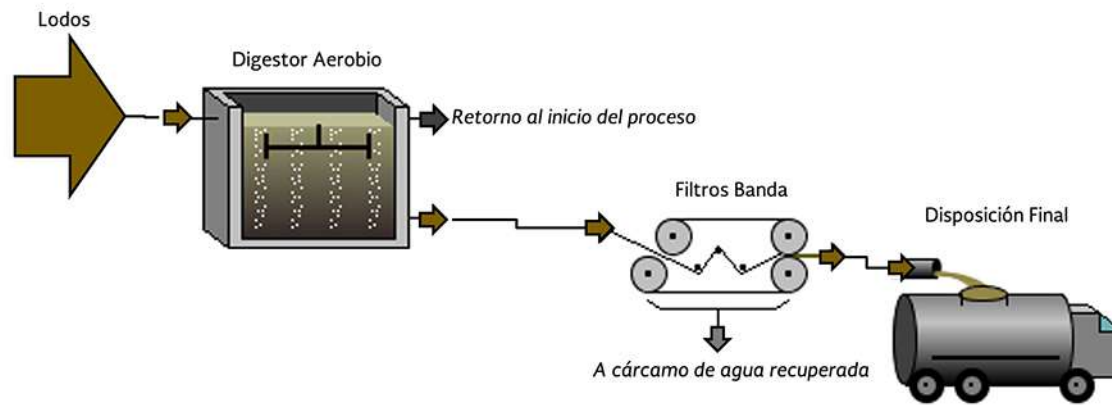 Lodos
Digestor Aerobio
Retorno al inicio del proceso
Filtros Banda
Disposición Final
A cárcamo de agua recuperada